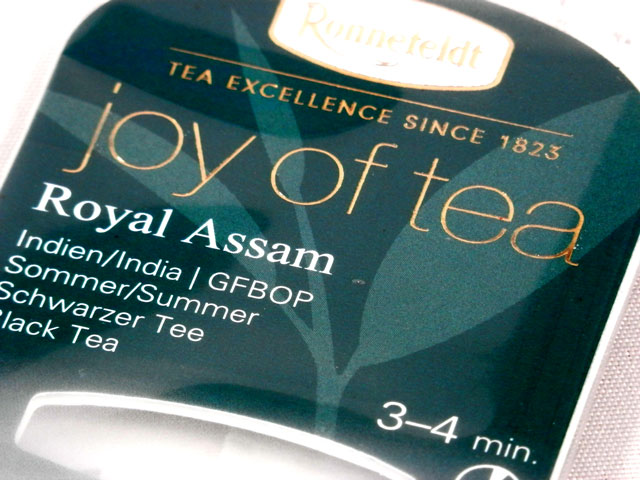 Ronnefeldt
TEA EXCELLENCE SINCE 1823
joy of tea
Royal Assam
Indien/India | GFBOP
Sommer/Summer
Schwarzer Tee
Black Tea
3–4 min.